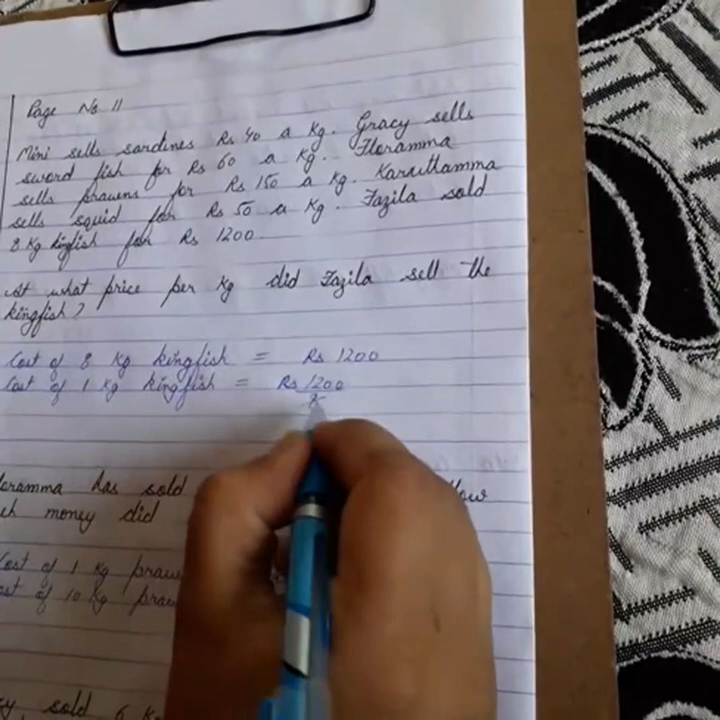 Page No 11
Mini sells sardines Rs 40 a Kg. Gracy sells
sword fish for Rs 60 a Kg. Floramma
sells prawns for Rs 150 a Kg. Karuthamma
sells squid for Rs 50 a Kg. Fazila sold
8 Kg kingfish for Rs 1200
At what price per Kg did Fazila sell the
kingfish?
Cost of 8 Kg kingfish = Rs 1200
Cost of 1 Kg kingfish = Rs 1200
8
has sold
money did
Cost of 1 Kg
of 10 Kg
sold 6